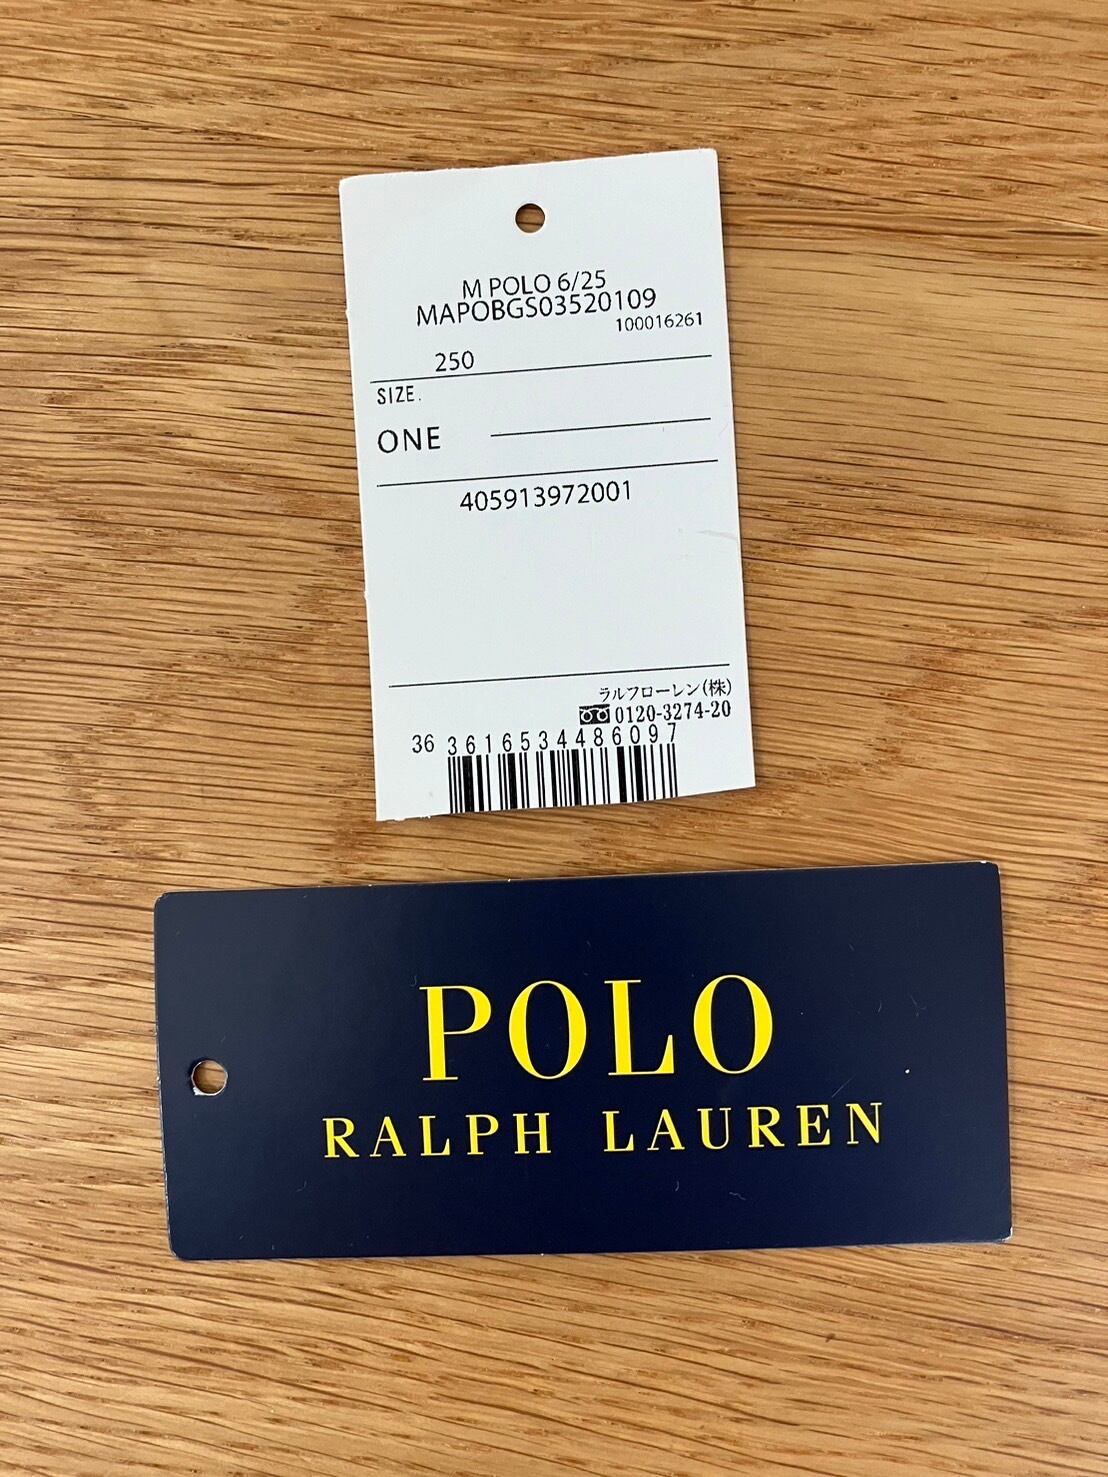 M POLO 6/25
MAPOBGS03520109
100016261
250
SIZE.
ONE
405913972001
ラルフローレン(株)
0120-3274-20
36 3616534486097
POLO
RALPH LAUREN